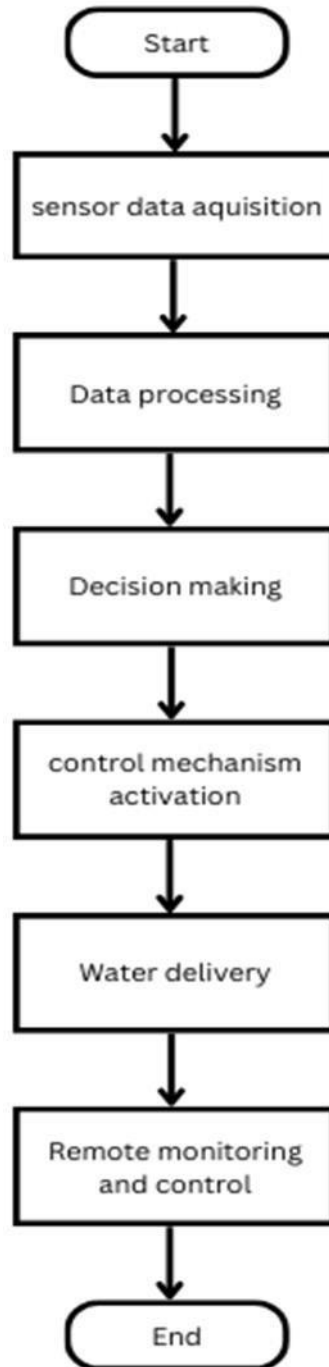 Start
sensor data aquisition
Data processing
Decision making
control mechanism
activation
Water delivery
Remote monitoring
and control
End